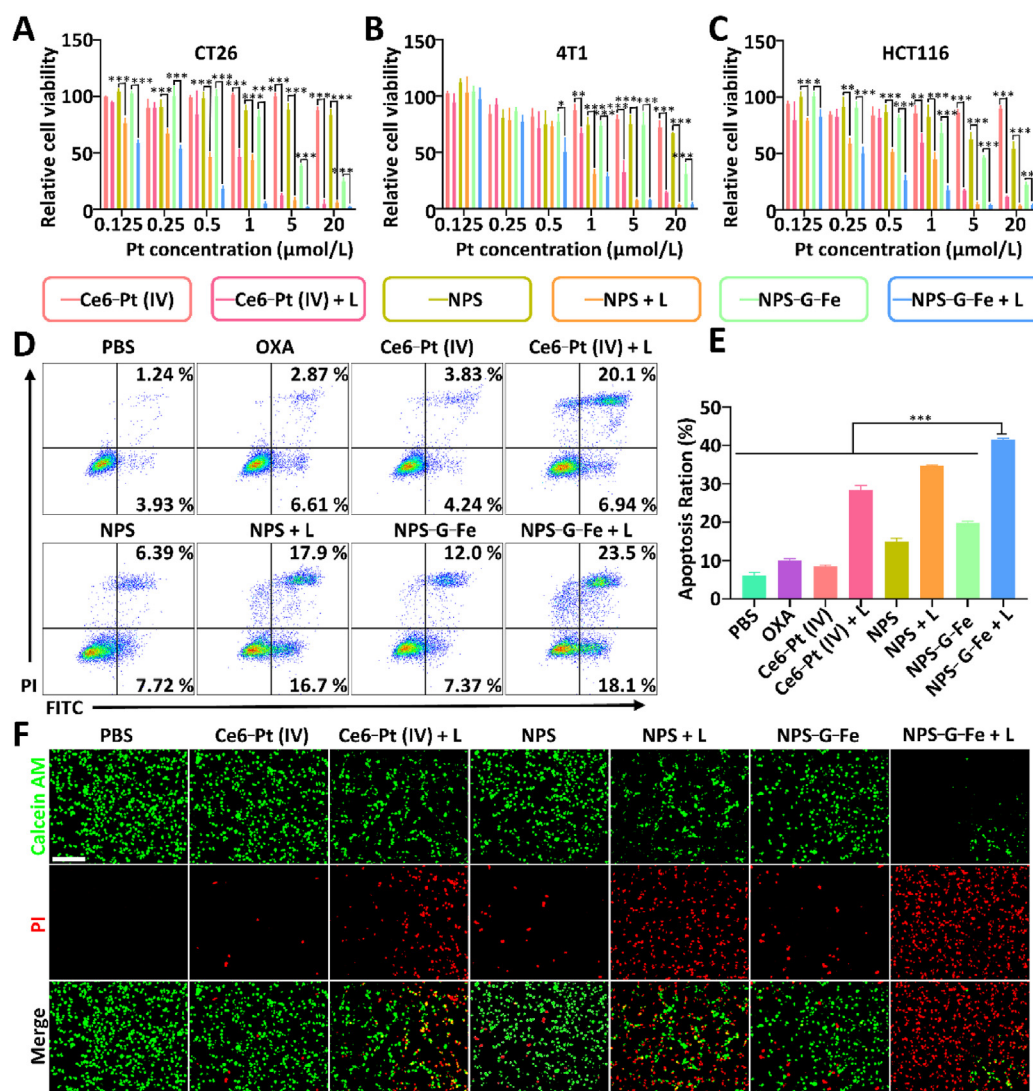 A
B
C
CT26
4T1
HCT116
Relative cell viability
150
100
50
0
0.125 0.25 0.5 1 5 20
Pt concentration (μmol/L)
Relative cell viability
150
100
50
0
0.125 0.25 0.5 1 5 20
Pt concentration (μmol/L)
Relative cell viability
150
100
50
0
0.125 0.25 0.5 1 5 20
Pt concentration (μmol/L)
Ce6-Pt (IV)
Ce6-Pt (IV) + L
NPS
NPS + L
NPS-G-Fe
NPS-G-Fe + L
D
PBS OXA Ce6-Pt (IV) Ce6-Pt (IV) + L
1.24 % 2.87 % 3.83 % 20.1 %
3.93 % 6.61 % 4.24 % 6.94 %
NPS NPS + L NPS-G-Fe NPS-G-Fe + L
6.39 % 17.9 % 12.0 % 23.5 %
7.72 % 16.7 % 7.37 % 18.1 %
PI
FITC
E
Apoptosis Ration (%)
50
40
30
20
10
0
***
PBS
OXA
Ce6-Pt (IV)
Ce6-Pt (IV) + L
NPS
NPS + L
NPS-G-Fe
NPS-G-Fe + L
F
PBS Ce6-Pt (IV) Ce6-Pt (IV) + L NPS NPS + L NPS-G-Fe NPS-G-Fe + L
Calcein AM
PI
Merge